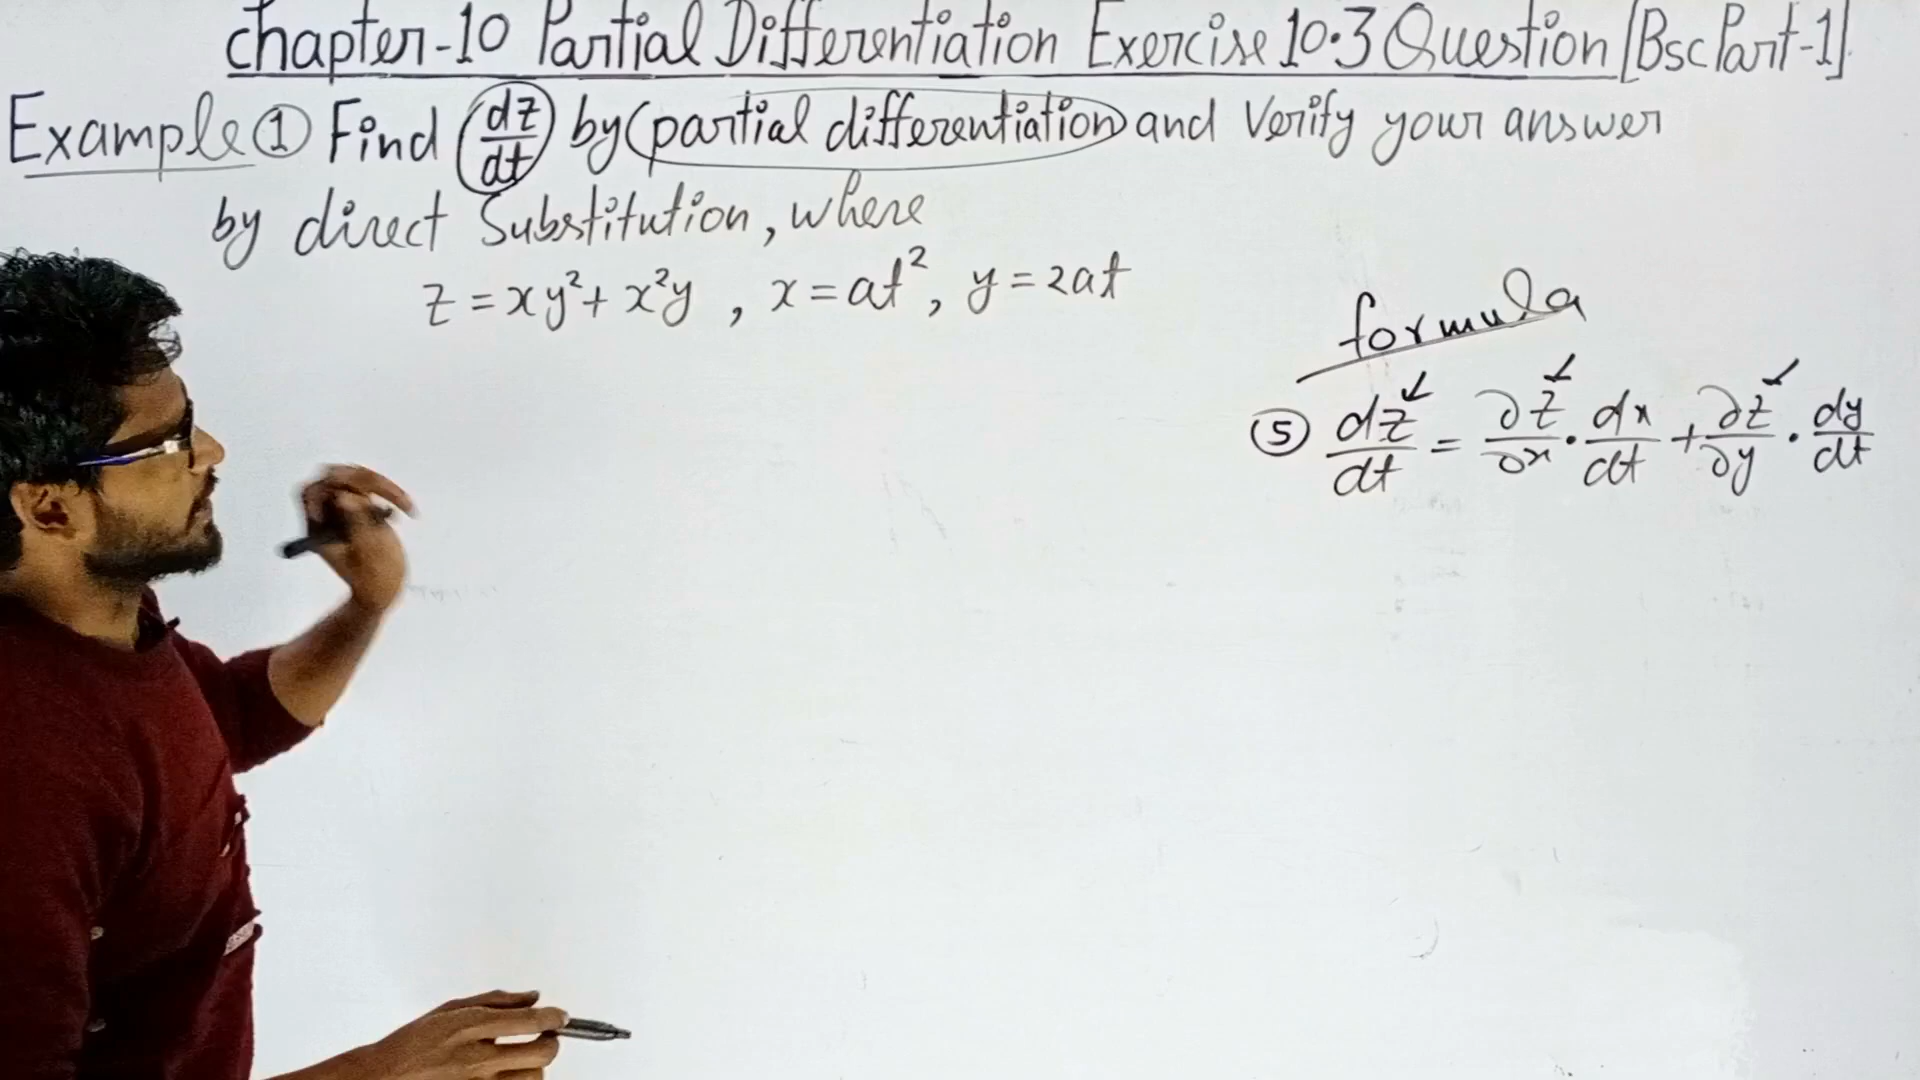 Chapter-10 Partial Differentiation Exercise 10.3 Question [Bsc Part-1]
Example ① Find (dz/dt) by (partial differentiation) and Verify your answer
by direct Substitution, where
z = xy² + x²y , x = at², y = 2at
formula
⑤ dz/dt = ∂z/∂x · dx/dt + ∂z/∂y · dy/dt